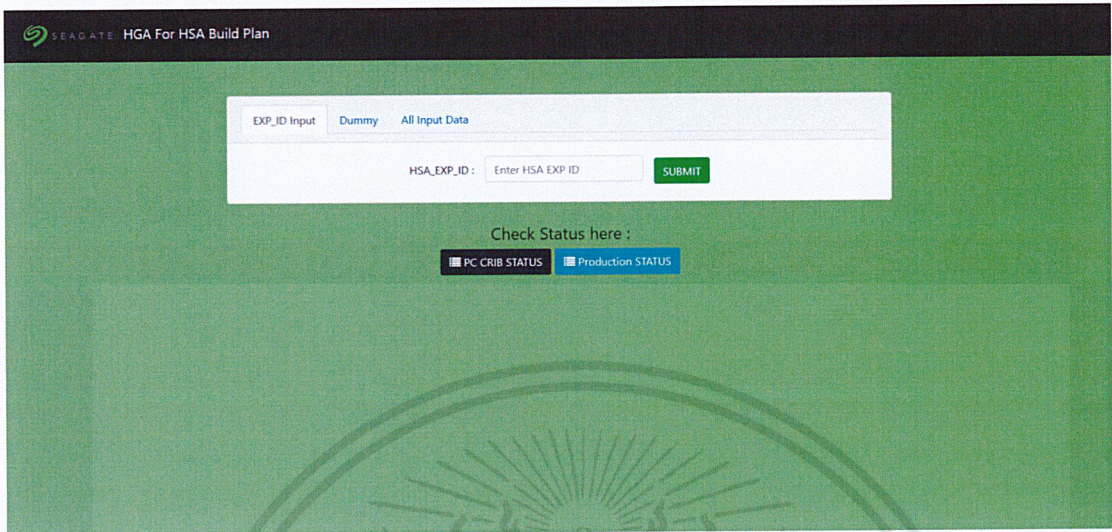 SEAGATE HGA For HSA Build Plan
EXP_ID Input Dummy All Input Data
HSA_EXP_ID : Enter HSA EXP ID SUBMIT
Check Status here :
PC CRIB STATUS Production STATUS